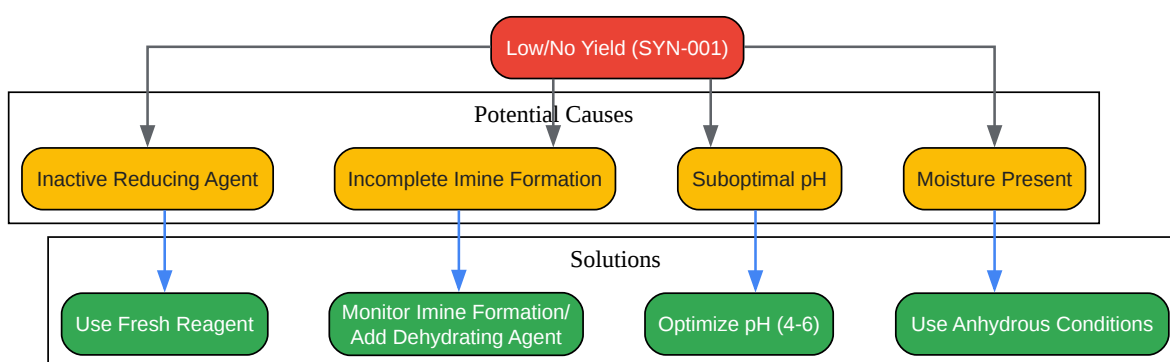 Low/No Yield (SYN-001)
Potential Causes
Inactive Reducing Agent
Incomplete Imine Formation
Suboptimal pH
Moisture Present
Solutions
Use Fresh Reagent
Monitor Imine Formation/
Add Dehydrating Agent
Optimize pH (4-6)
Use Anhydrous Conditions